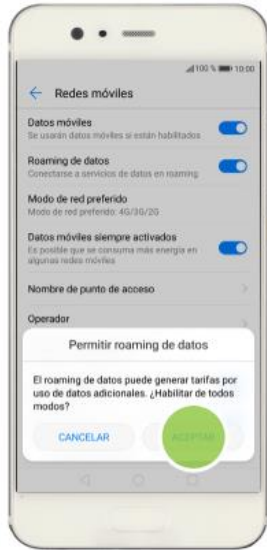 100 % 10:00
Redes móviles
Datos móviles
Se usarán datos móviles si están habilitados
Roaming de datos
Conectarse a servicios de datos en roaming
Modo de red preferido
Modo de red preferido: 4G/3G/2G
Datos móviles siempre activados
Es posible que se consuma más energía en
algunas redes móviles
Nombre de punto de acceso
Operador
Permitir roaming de datos
El roaming de datos puede generar tarifas por
uso de datos adicionales. ¿Habilitar de todos
modos?
CANCELAR ACEPTAR